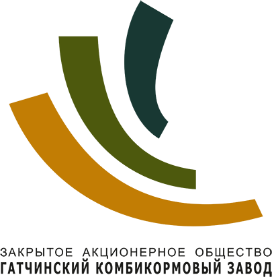 ЗАКРЫТОЕ АКЦИОНЕРНОЕ ОБЩЕСТВО
ГАТЧИНСКИЙ КОМБИКОРМОВЫЙ ЗАВОД